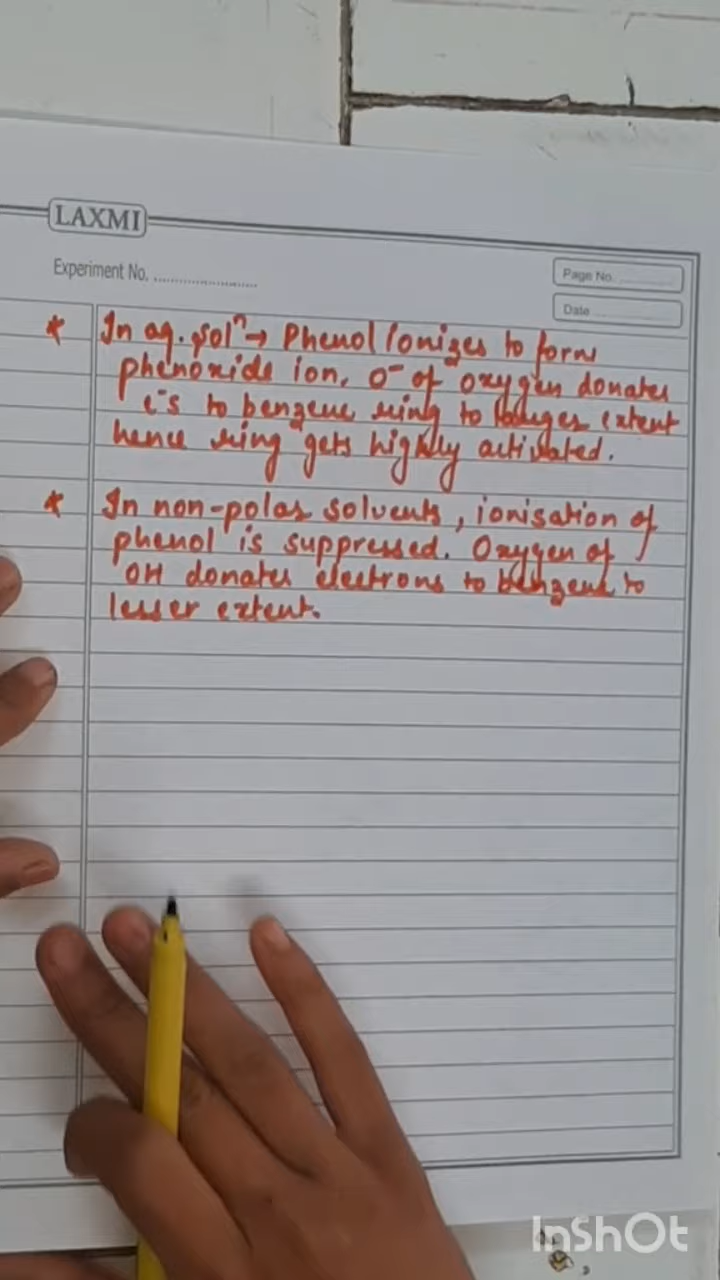 LAXMI
Experiment No. ........................
Page No. ............
Date ............
* In aq. solⁿ → Phenol ionizes to form
phenoxide ion. O⁻ of oxygen donates
e⁻s to benzene ring to larger extent
hence ring gets highly activated.
* In non-polar solvents, ionisation of
phenol is suppressed. Oxygen of
OH donates electrons to benzene to
lesser extent.
InShOt